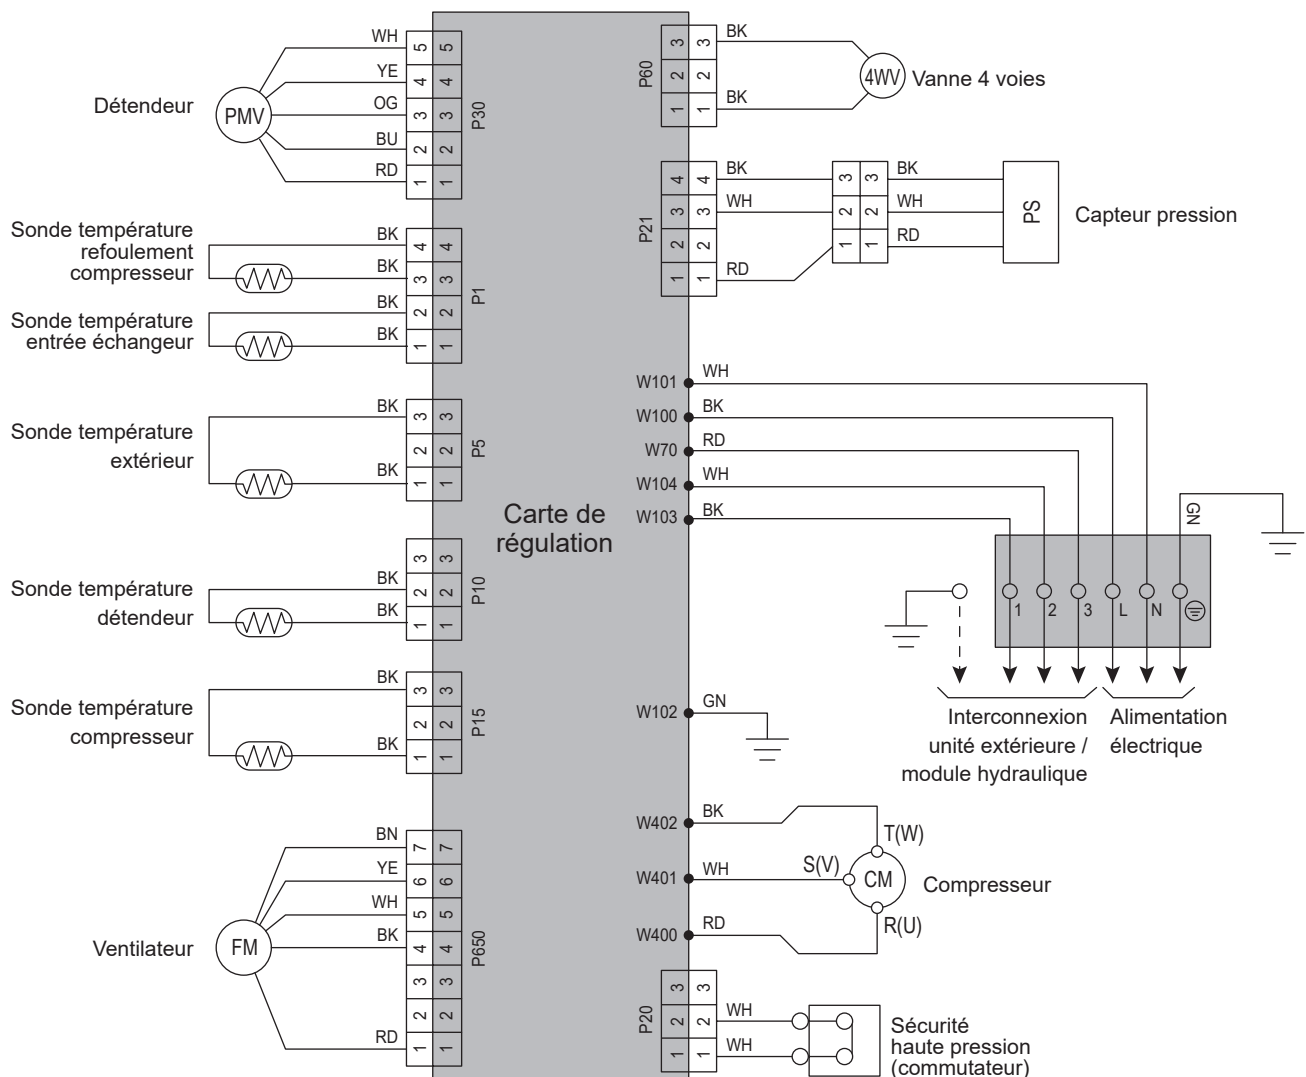 Détendeur
PMV
WH
YE
OG
BU
RD
5 5
4 4
3 3
2 2
1 1
P30
Sonde température
refoulement
compresseur
Sonde température
entrée échangeur
BK
BK
BK
BK
4 4
3 3
2 2
1 1
P1
Sonde température
extérieur
BK
BK
3 3
2 2
1 1
P5
Sonde température
détendeur
BK
BK
3 3
2 2
1 1
P10
Sonde température
compresseur
BK
BK
3 3
2 2
1 1
P15
Ventilateur
FM
BN
YE
WH
BK
RD
7 7
6 6
5 5
4 4
3 3
2 2
1 1
P650
Carte de
régulation
P60
3 3
2 2
1 1
BK
BK
4WV
Vanne 4 voies
P21
4 4
3 3
2 2
1 1
BK
WH
RD
3 3
2 2
1 1
BK
WH
RD
PS
Capteur pression
W101
WH
W100
BK
W70
RD
W104
WH
W103
BK
GN
1
2
3
L
N
Interconnexion
unité extérieure /
module hydraulique
Alimentation
électrique
W102
GN
W402
BK
W401
WH
W400
RD
T(W)
S(V)
R(U)
CM
Compresseur
P20
3 3
2 2
1 1
WH
WH
Sécurité
haute pression
(commutateur)